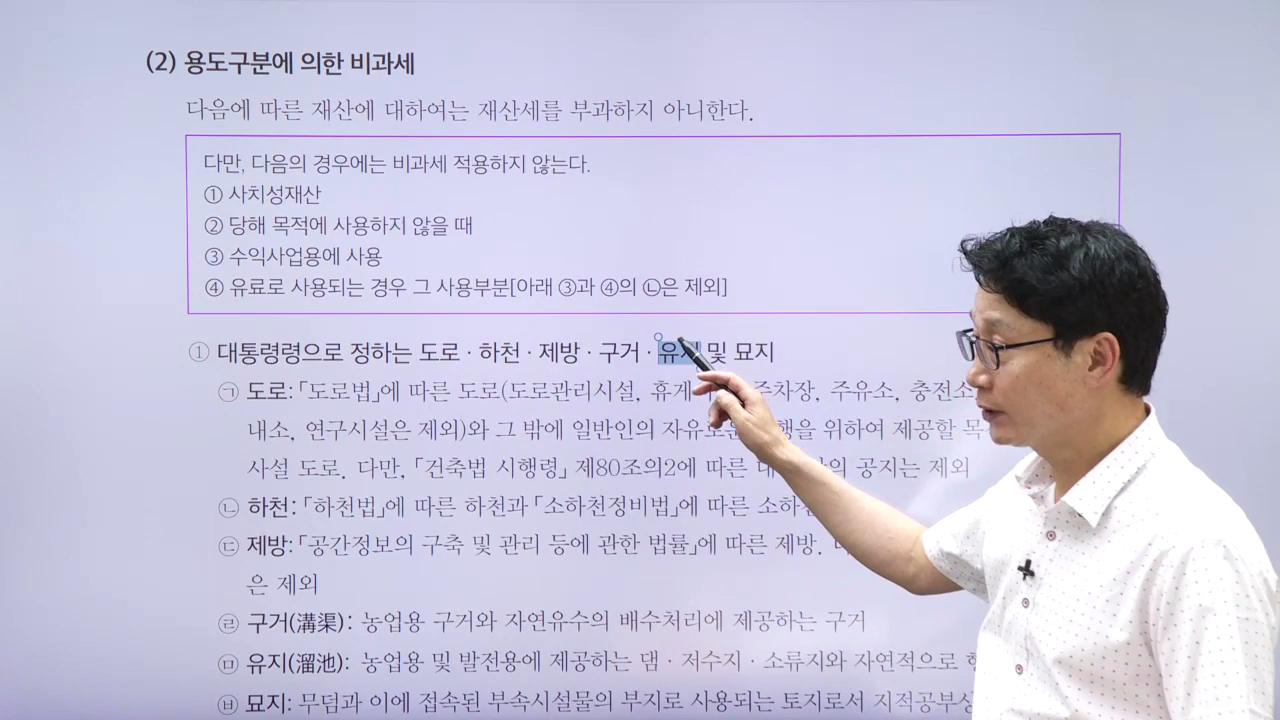 (2) 용도구분에 의한 비과세
다음에 따른 재산에 대하여는 재산세를 부과하지 아니한다.
다만, 다음의 경우에는 비과세 적용하지 않는다.
① 사치성재산
② 당해 목적에 사용하지 않을 때
③ 수익사업용에 사용
④ 유료로 사용되는 경우 그 사용부분[아래 ③과 ④의 ㉡은 제외]
① 대통령령으로 정하는 도로 · 하천 · 제방 · 구거 · 유지 및 묘지
㉠ 도로: 「도로법」에 따른 도로(도로관리시설, 휴게 주차장, 주유소, 충전소
내소, 연구시설은 제외)와 그 밖에 일반인의 자유로운 통행을 위하여 제공할
사설 도로. 다만, 「건축법 시행령」 제80조의2에 따른 공지는 제외
㉡ 하천: 「하천법」에 따른 하천과 「소하천정비법」에 따른
㉢ 제방: 「공간정보의 구축 및 관리 등에 관한 법률」에 따른 제방.
은 제외
㉣ 구거(溝渠): 농업용 구거와 자연유수의 배수처리에 제공하는 구거
㉤ 유지(溜池): 농업용 및 발전용에 제공하는 댐 · 저수지 · 소류지와 자연적으로
㉥ 묘지: 무덤과 이에 접속된 부속시설물의 부지로 사용되는 토지로서